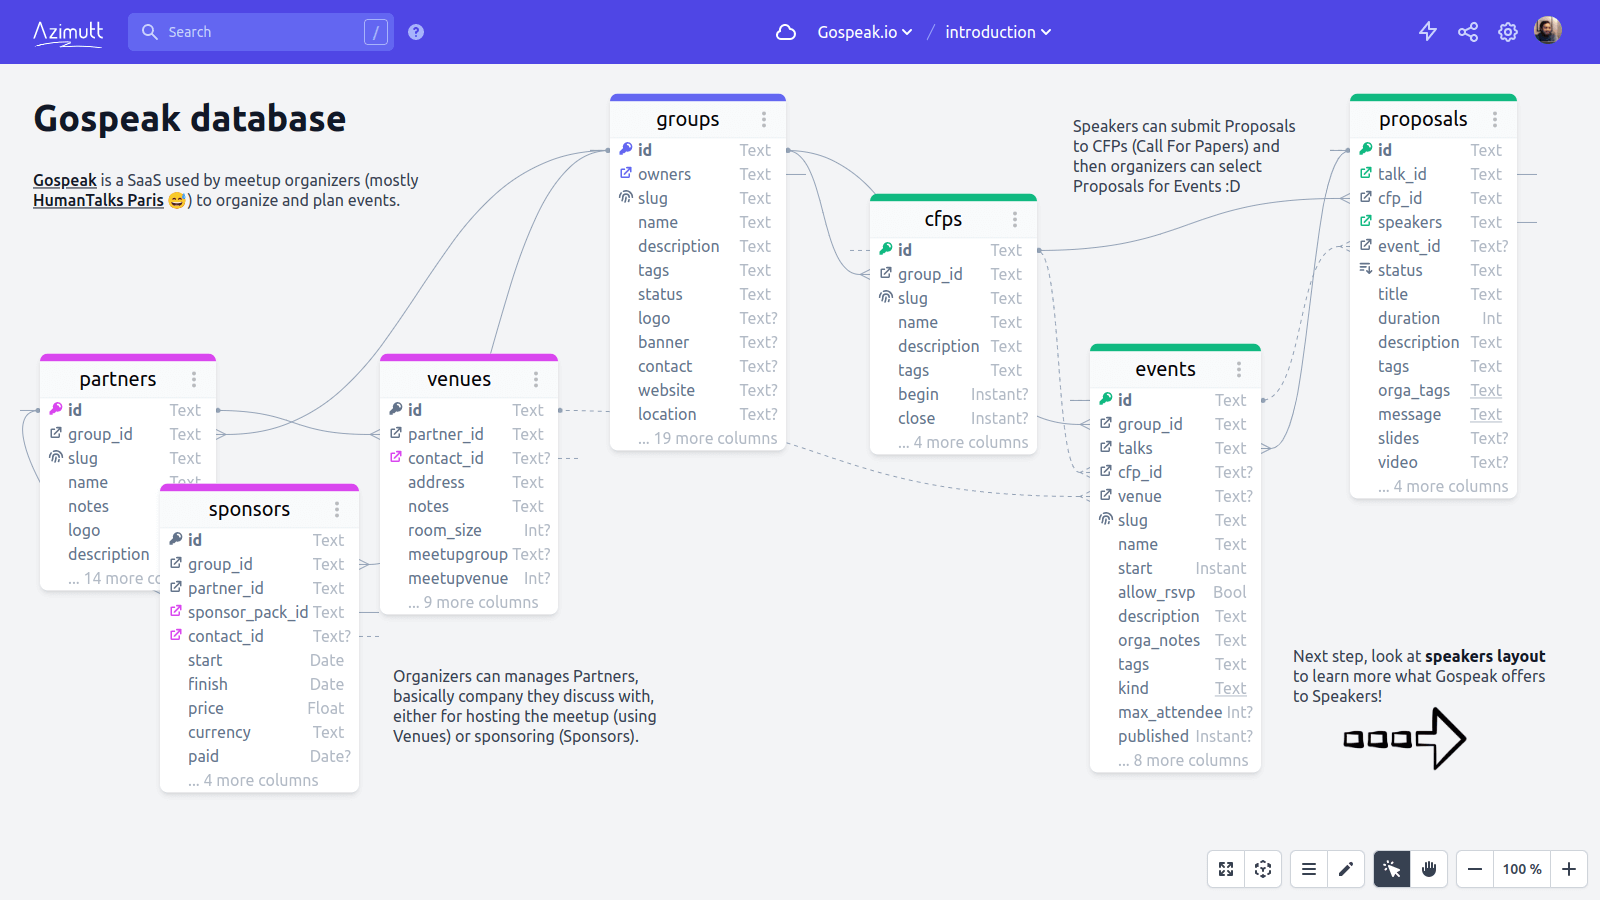 Azimutt
Search
/
?
Gospeak.io
/
introduction
Gospeak database
Gospeak is a SaaS used by meetup organizers (mostly
HumanTalks Paris 😅) to organize and plan events.
groups
id Text
owners Text
slug Text
name Text
description Text
tags Text
status Text
logo Text?
banner Text?
contact Text?
website Text?
location Text?
... 19 more columns
Speakers can submit Proposals
to CFPs (Call For Papers) and
then organizers can select
Proposals for Events :D
proposals
id Text
talk_id Text
cfp_id Text
speakers Text
event_id Text?
status Text
title Text
duration Int
description Text
tags Text
orga_tags Text
message Text
slides Text?
video Text?
... 4 more columns
cfps
id Text
group_id Text
slug Text
name Text
description Text
tags Text
begin Instant?
close Instant?
... 4 more columns
partners
id Text
group_id Text
slug Text
name Text
notes
logo
description
... 14 more co
venues
id Text
partner_id Text
contact_id Text?
address Text
notes Text
room_size Int?
meetupgroup Text?
meetupvenue Int?
... 9 more columns
events
id Text
group_id Text
talks Text
cfp_id Text?
venue Text?
slug Text
name Text
start Instant
allow_rsvp Bool
description Text
orga_notes Text
tags Text
kind Text
max_attendee Int?
published Instant?
... 8 more columns
sponsors
id Text
group_id Text
partner_id Text
sponsor_pack_id Text
contact_id Text?
start Date
finish Date
price Float
currency Text
paid Date?
... 4 more columns
Organizers can manages Partners,
basically company they discuss with,
either for hosting the meetup (using
Venues) or sponsoring (Sponsors).
Next step, look at speakers layout
to learn more what Gospeak offers
to Speakers!
100 %